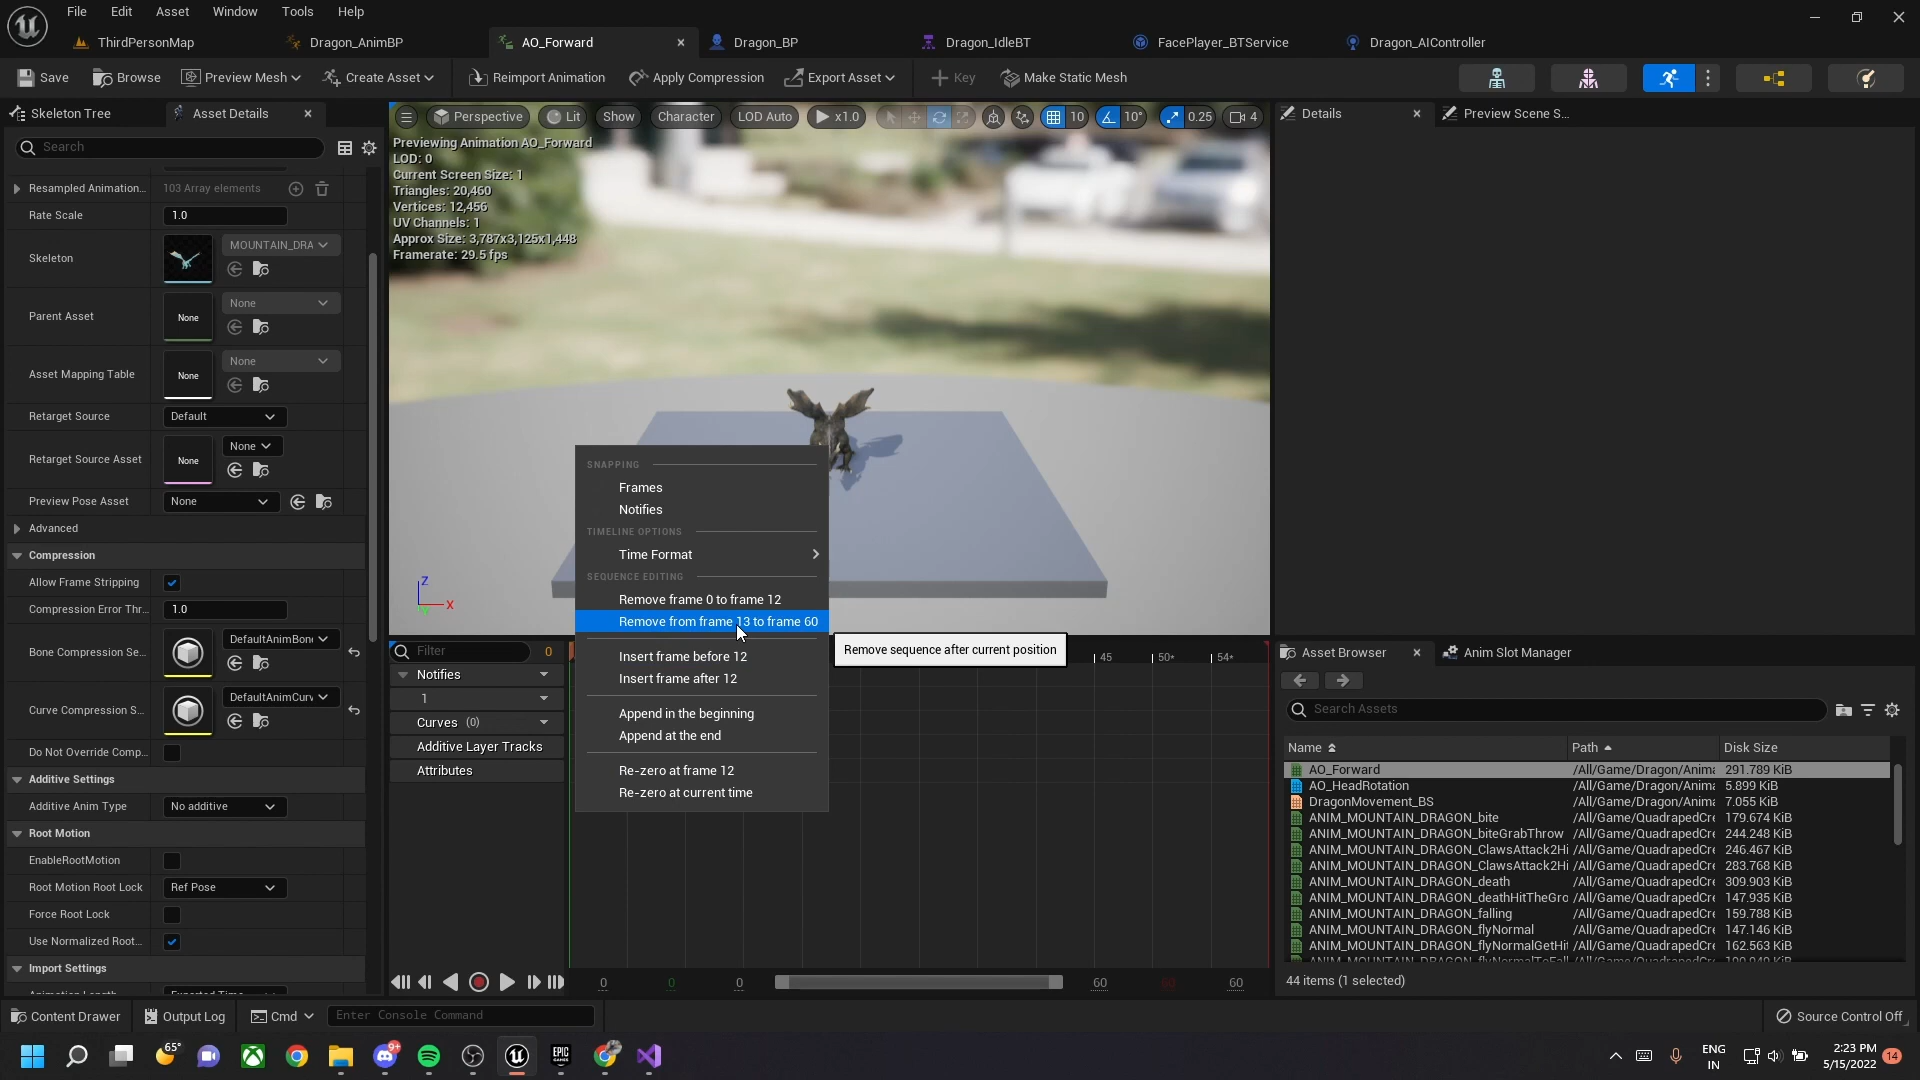 File Edit Asset Window Tools Help
ThirdPersonMap Dragon_AnimBP AO_Forward Dragon_BP Dragon_IdleBT FacePlayer_BTService Dragon_AIController
Save Browse Preview Mesh Create Asset Reimport Animation Apply Compression Export Asset Key Make Static Mesh
Skeleton Tree Asset Details
Search
Resampled Animation... 103 Array elements
Rate Scale 1.0
Skeleton MOUNTAIN_DRA
Parent Asset None None
Asset Mapping Table None None
Retarget Source Default
Retarget Source Asset None None
Preview Pose Asset None
Advanced
Compression
Allow Frame Stripping
Compression Error Thr... 1.0
Bone Compression Se... DefaultAnimBon
Curve Compression S... DefaultAnimCurv
Do Not Override Comp...
Additive Settings
Additive Anim Type No additive
Root Motion
EnableRootMotion
Root Motion Root Lock Ref Pose
Force Root Lock
Use Normalized Root...
Import Settings
Animation Length Exported Time
Perspective Lit Show Character LOD Auto x1.0 10 10° 0.25 4
Previewing Animation AO_Forward
LOD: 0
Current Screen Size: 1
Triangles: 20,460
Vertices: 12,456
UV Channels: 1
Approx Size: 3,787x3,125x1,448
Framerate: 29.5 fps
Z
X
SNAPPING
Frames
Notifies
TIMELINE OPTIONS
Time Format
SEQUENCE EDITING
Remove frame 0 to frame 12
Remove from frame 13 to frame 60
Insert frame before 12
Insert frame after 12
Append in the beginning
Append at the end
Re-zero at frame 12
Re-zero at current time
Remove sequence after current position
Filter 0
45 50* 54*
Notifies
1
Curves (0)
Additive Layer Tracks
Attributes
0 0 0 60 60 60
Details Preview Scene S...
Asset Browser Anim Slot Manager
Search Assets
Name Path Disk Size
AO_Forward /All/Game/Dragon/Anima 291.789 KiB
AO_HeadRotation /All/Game/Dragon/Anima 5.899 KiB
DragonMovement_BS /All/Game/Dragon/Anima 7.055 KiB
ANIM_MOUNTAIN_DRAGON_bite /All/Game/QuadrapedCre 179.674 KiB
ANIM_MOUNTAIN_DRAGON_biteGrabThrow /All/Game/QuadrapedCre 244.248 KiB
ANIM_MOUNTAIN_DRAGON_ClawsAttack2Hi /All/Game/QuadrapedCre 246.467 KiB
ANIM_MOUNTAIN_DRAGON_ClawsAttack2Hi /All/Game/QuadrapedCre 283.768 KiB
ANIM_MOUNTAIN_DRAGON_death /All/Game/QuadrapedCre 309.903 KiB
ANIM_MOUNTAIN_DRAGON_deathHitTheGro /All/Game/QuadrapedCre 147.935 KiB
ANIM_MOUNTAIN_DRAGON_falling /All/Game/QuadrapedCre 159.788 KiB
ANIM_MOUNTAIN_DRAGON_flyNormal /All/Game/QuadrapedCre 147.146 KiB
ANIM_MOUNTAIN_DRAGON_flyNormalGetHi /All/Game/QuadrapedCre 162.563 KiB
44 items (1 selected)
Content Drawer Output Log Cmd Enter Console Command Source Control Off
65° 9+ EPIC GAMES
ENG
IN
2:23 PM
5/15/2022
14